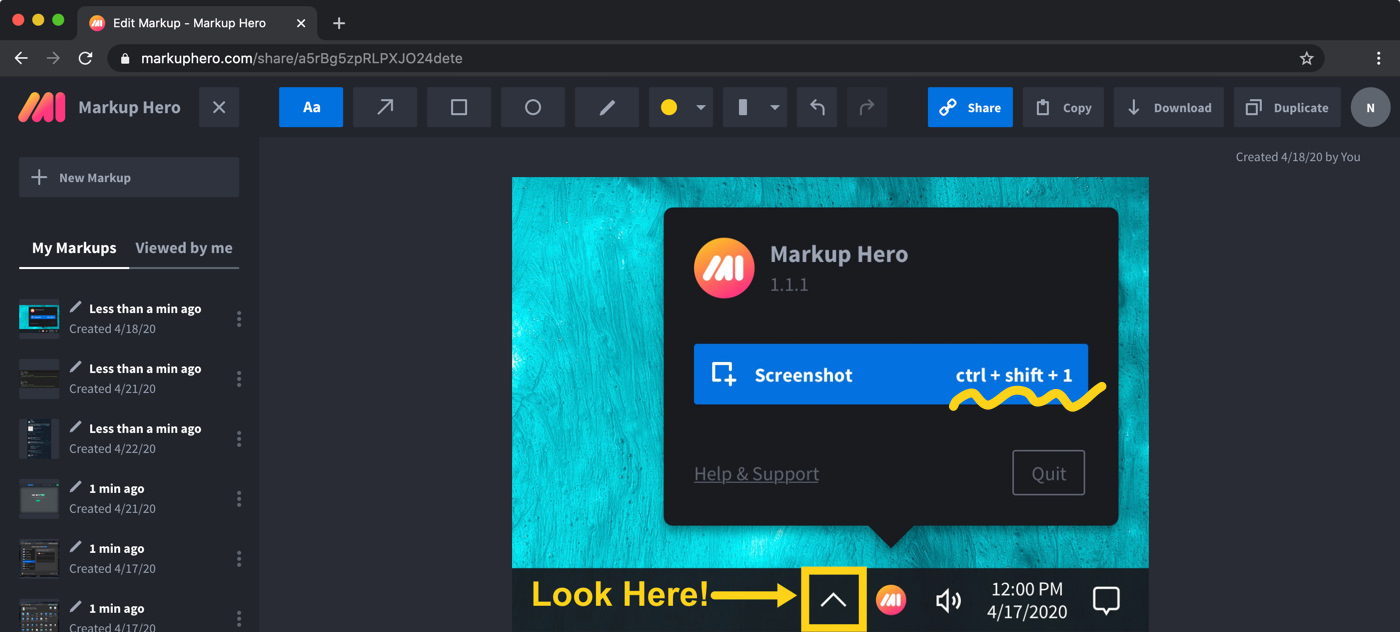 Edit Markup - Markup Hero
markuphero.com/share/a5rBg5zpRLPXJO24dete
Markup Hero
Aa
Share
Copy
Download
Duplicate
N
New Markup
Created 4/18/20 by You
My Markups
Viewed by me
Less than a min ago
Created 4/18/20
Less than a min ago
Created 4/21/20
Less than a min ago
Created 4/22/20
1 min ago
Created 4/21/20
1 min ago
Created 4/17/20
1 min ago
Created 4/17/20
Markup Hero
1.1.1
Screenshot
ctrl + shift + 1
Help & Support
Quit
Look Here!
12:00 PM
4/17/2020